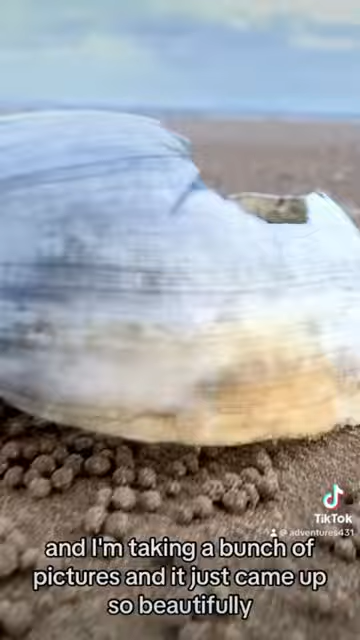 TikTok
@adventures431
and I'm taking a bunch of
pictures and it just came up
so beautifully